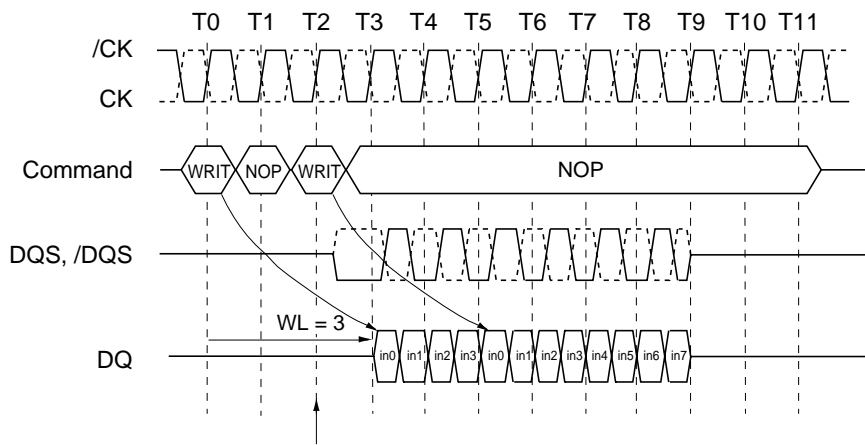 T0 T1 T2 T3 T4 T5 T6 T7 T8 T9 T10 T11
/CK
CK
Command WRIT NOP WRIT NOP
DQS, /DQS
WL = 3
DQ in0 in1 in2 in3 in0 in1 in2 in3 in4 in5 in6 in7